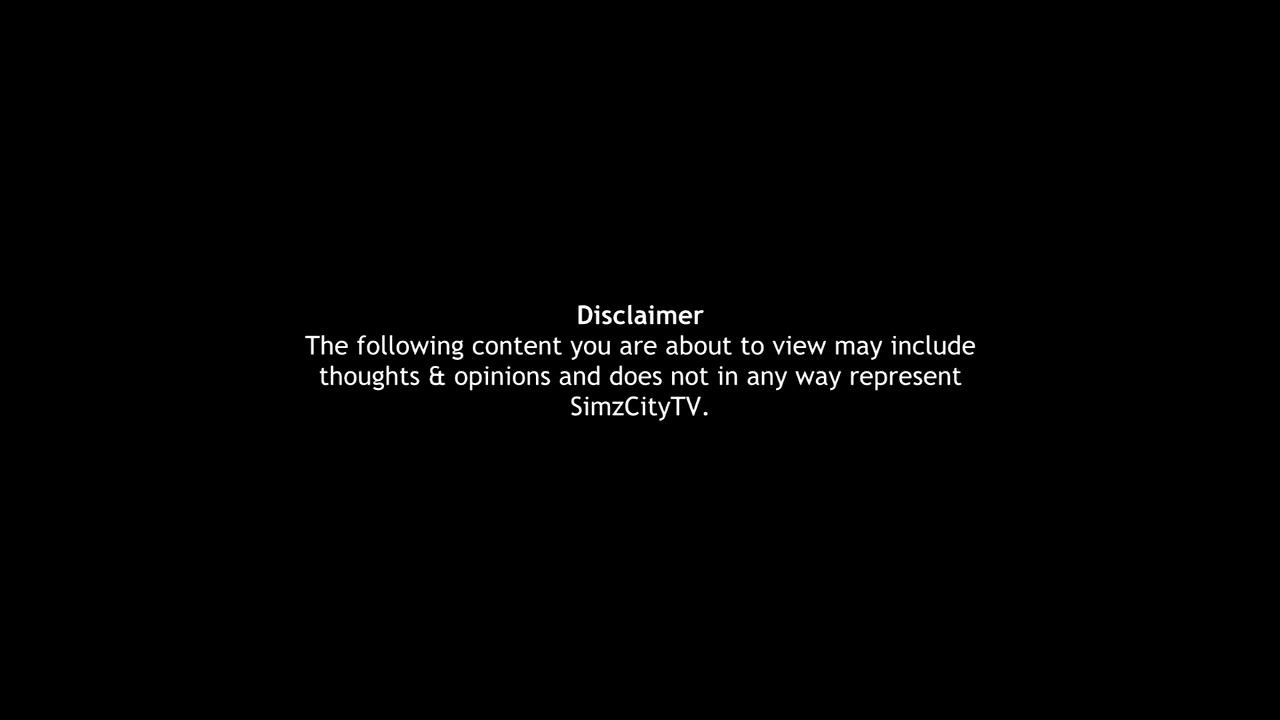 Disclaimer
The following content you are about to view may include
thoughts & opinions and does not in any way represent
SimzCityTV.